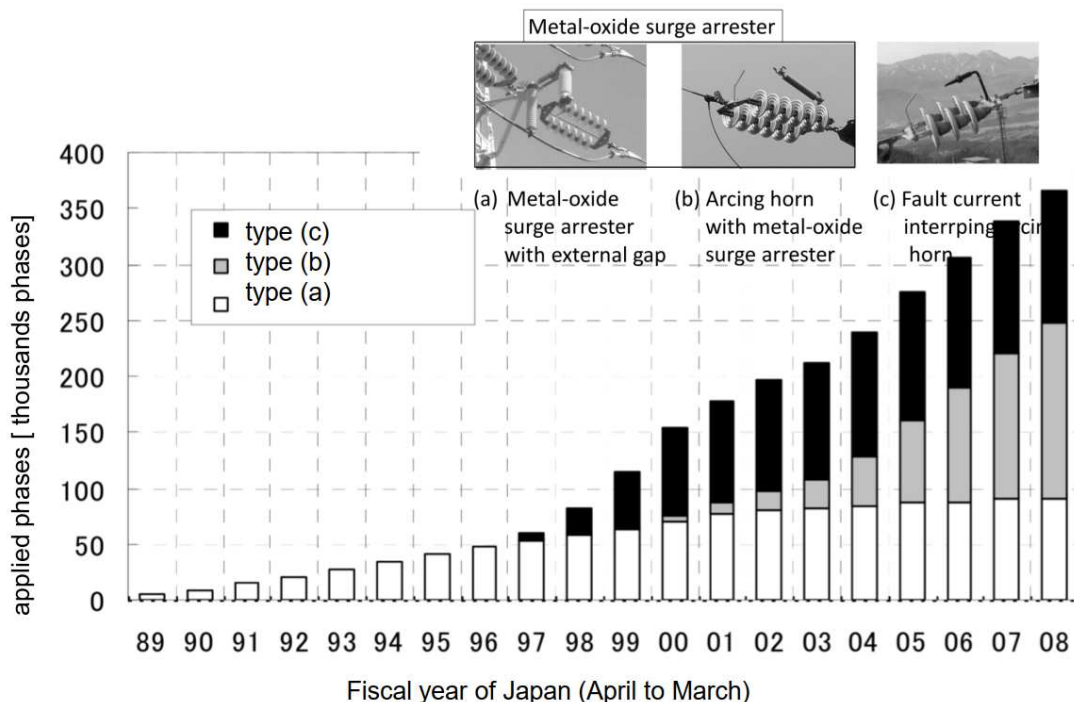 Metal-oxide surge arrester
(a) Metal-oxide
surge arrester
with external gap
(b) Arcing horn
with metal-oxide
surge arrester
(c) Fault current
interrping arcin
horn
type (c)
type (b)
type (a)
applied phases [ thousands phases]
400
350
300
250
200
150
100
50
0
89 90 91 92 93 94 95 96 97 98 99 00 01 02 03 04 05 06 07 08
Fiscal year of Japan (April to March)